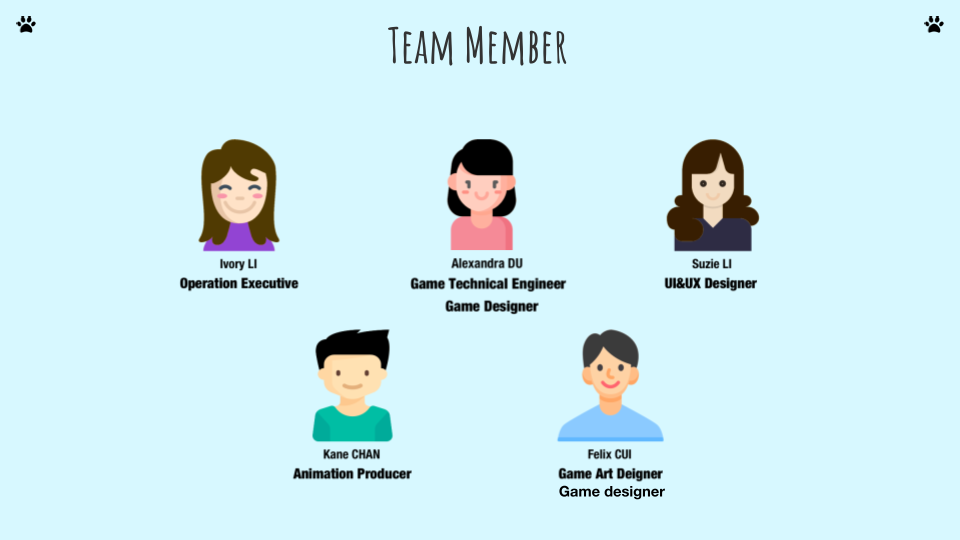 Team Member
Ivory LI
Operation Executive
Alexandra DU
Game Technical Engineer
Game Designer
Suzie LI
UI&UX Designer
Kane CHAN
Animation Producer
Felix CUI
Game Art Deigner
Game designer